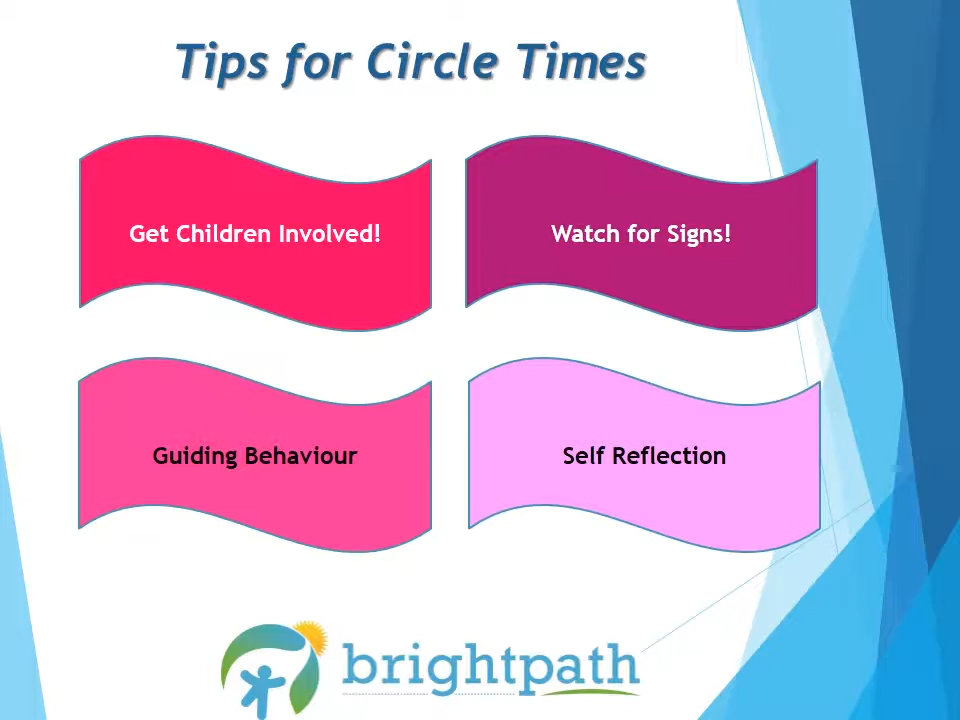 Tips for Circle Times
Get Children Involved!
Watch for Signs!
Guiding Behaviour
Self Reflection
brightpath